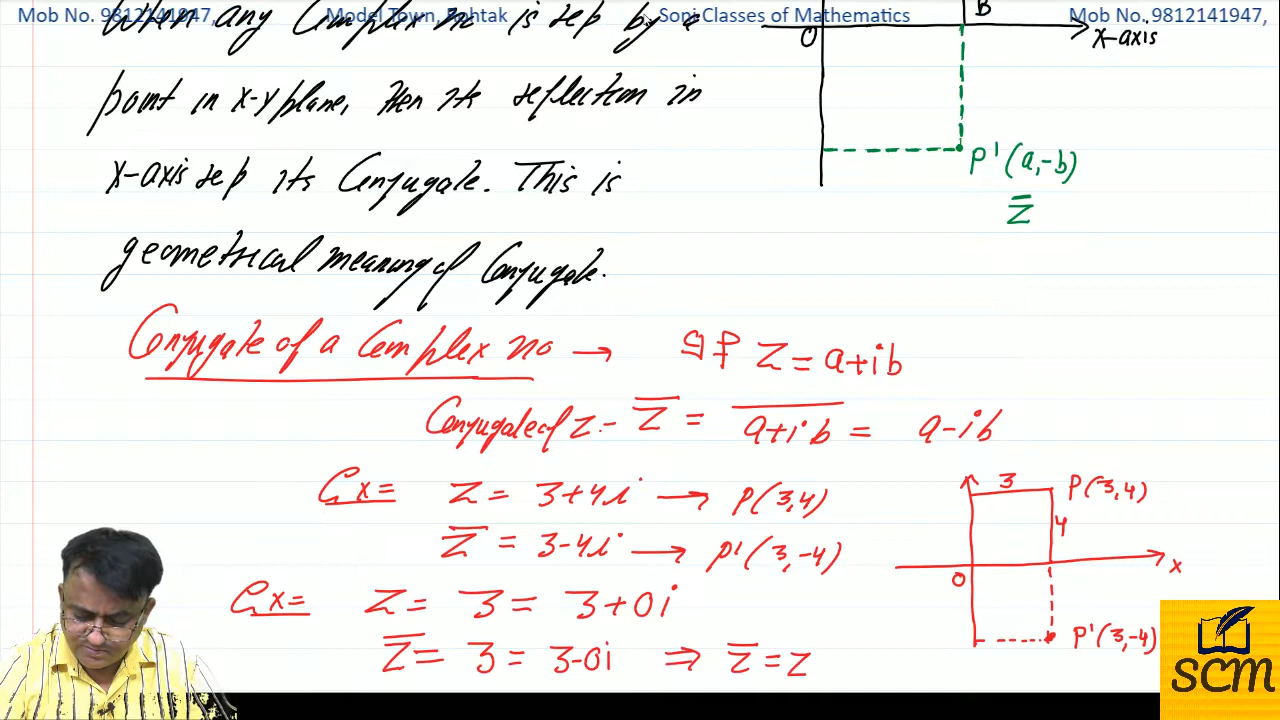 Mob No. 9812141947, Model Town, Rohtak Soni Classes of Mathematics Mob No. 9812141947,
When any Complex no is rep by a
point in x-y plane, then its reflection in
x-axis rep its Conjugate. This is
geometrical meaning of Conjugate.
B
O
x-axis
P'(a,-b)
z̅
Conjugate of a Complex no → If z = a+ib
Conjugate of z - z̅ = \overline{a+ib} = a-ib
Ex= z = 3+4i → P(3,4)
z̅ = 3-4i → P'(3,-4)
Ex= z = 3 = 3+0i
z̅ = 3 = 3-0i ⇒ z̅ = z
3
P(3,4)
4
O
x
P'(3,-4)
SCM